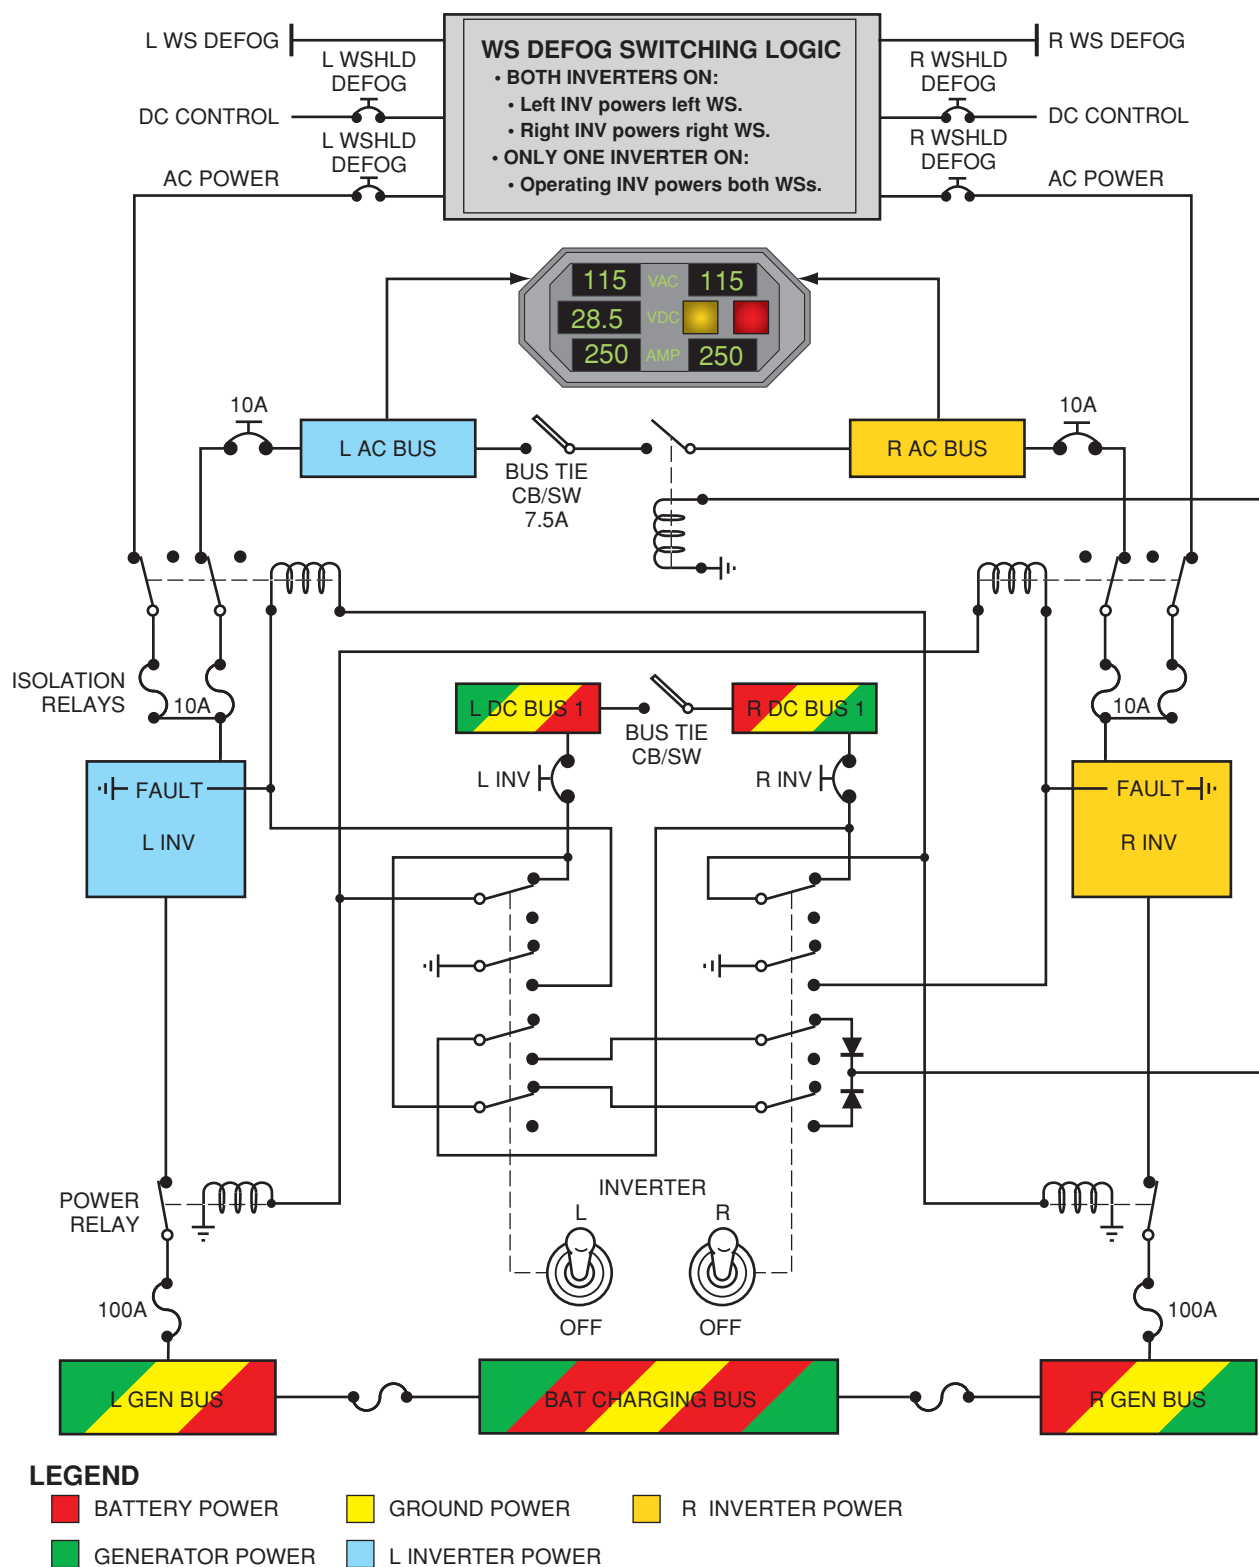 L WS DEFOG
R WS DEFOG
WS DEFOG SWITCHING LOGIC
• BOTH INVERTERS ON:
• Left INV powers left WS.
• Right INV powers right WS.
• ONLY ONE INVERTER ON:
• Operating INV powers both WSs.
L WSHLD
DEFOG
R WSHLD
DEFOG
DC CONTROL
DC CONTROL
L WSHLD
DEFOG
R WSHLD
DEFOG
AC POWER
AC POWER
115 VAC 115
28.5 VDC
250 AMP 250
10A
10A
L AC BUS
R AC BUS
BUS TIE
CB/SW
7.5A
ISOLATION
RELAYS
10A
10A
L DC BUS 1
R DC BUS 1
BUS TIE
CB/SW
L INV
R INV
FAULT
L INV
FAULT
R INV
POWER
RELAY
INVERTER
L
R
OFF
OFF
100A
100A
L GEN BUS
BAT CHARGING BUS
R GEN BUS
LEGEND
BATTERY POWER
GROUND POWER
R INVERTER POWER
GENERATOR POWER
L INVERTER POWER